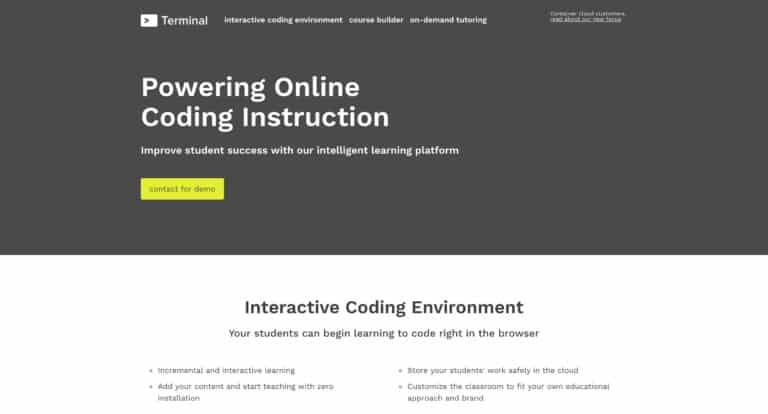 Terminal
interactive coding environment course builder on-demand tutoring
Container Cloud customers,
read about our new focus
Powering Online
Coding Instruction
Improve student success with our intelligent learning platform
contact for demo
Interactive Coding Environment
Your students can begin learning to code right in the browser
Incremental and interactive learning
Add your content and start teaching with zero
installation
Store your students' work safely in the cloud
Customize the classroom to fit your own educational
approach and brand